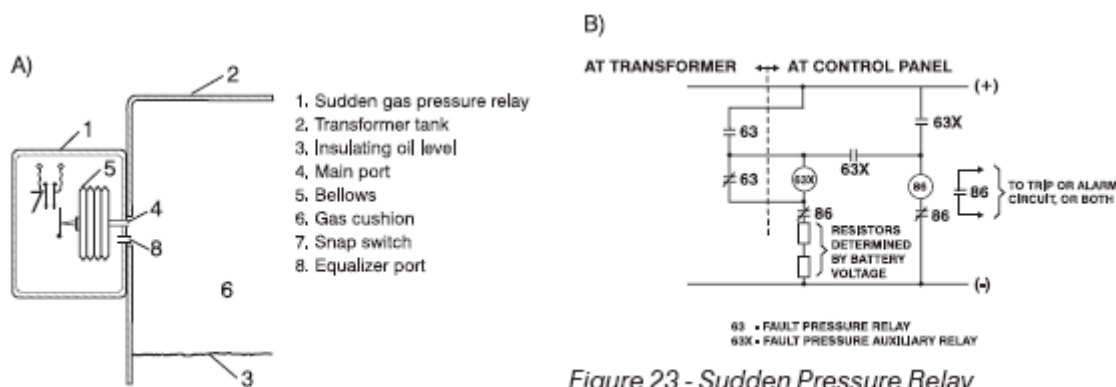 A)
2
1
5
4
8
6
3
1. Sudden gas pressure relay
2. Transformer tank
3. Insulating oil level
4. Main port
5. Bellows
6. Gas cushion
7. Snap switch
8. Equalizer port
B)
AT TRANSFORMER AT CONTROL PANEL
(+)
63 63X
63X
63 63X 86 86 TO TRIP OR ALARM
CIRCUIT, OR BOTH
86 86
RESISTORS
DETERMINED
BY BATTERY
VOLTAGE
(-)
63 - FAULT PRESSURE RELAY
63X - FAULT PRESSURE AUXILIARY RELAY
Figure 23 - Sudden Pressure Relay